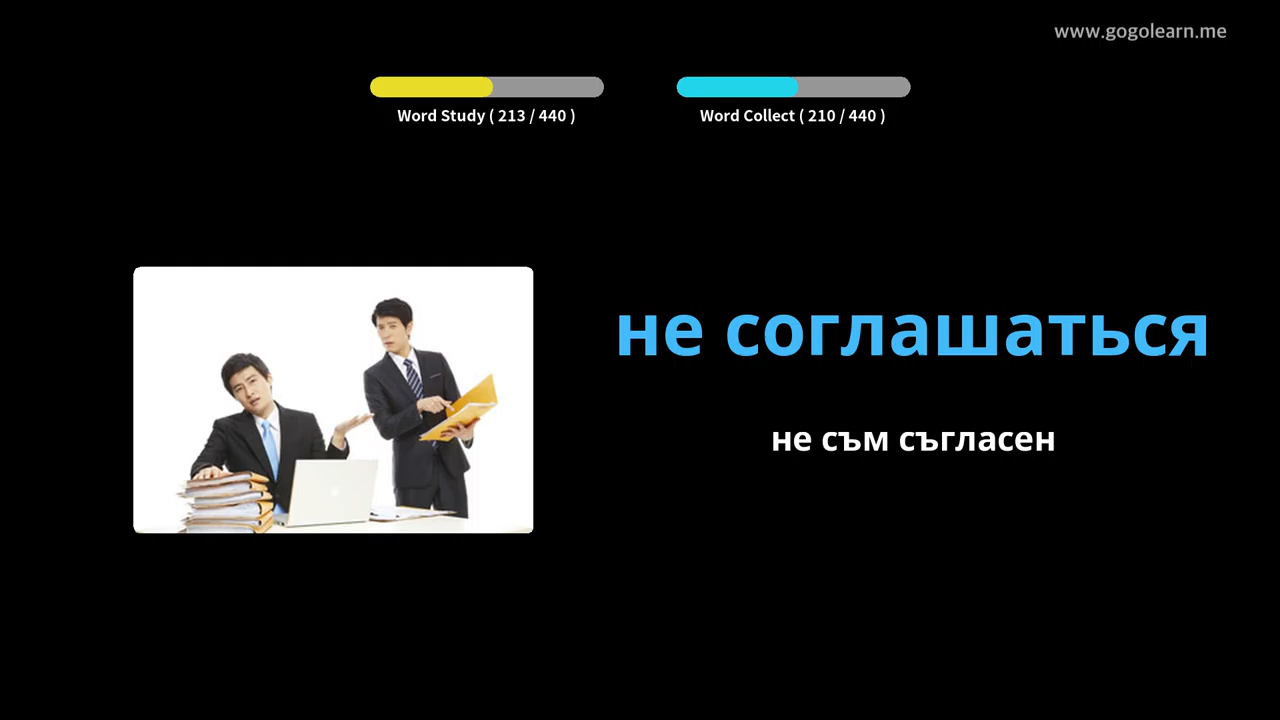 www.gogolearn.me
Word Study ( 213 / 440 )
Word Collect ( 210 / 440 )
не соглашаться
не съм съгласен